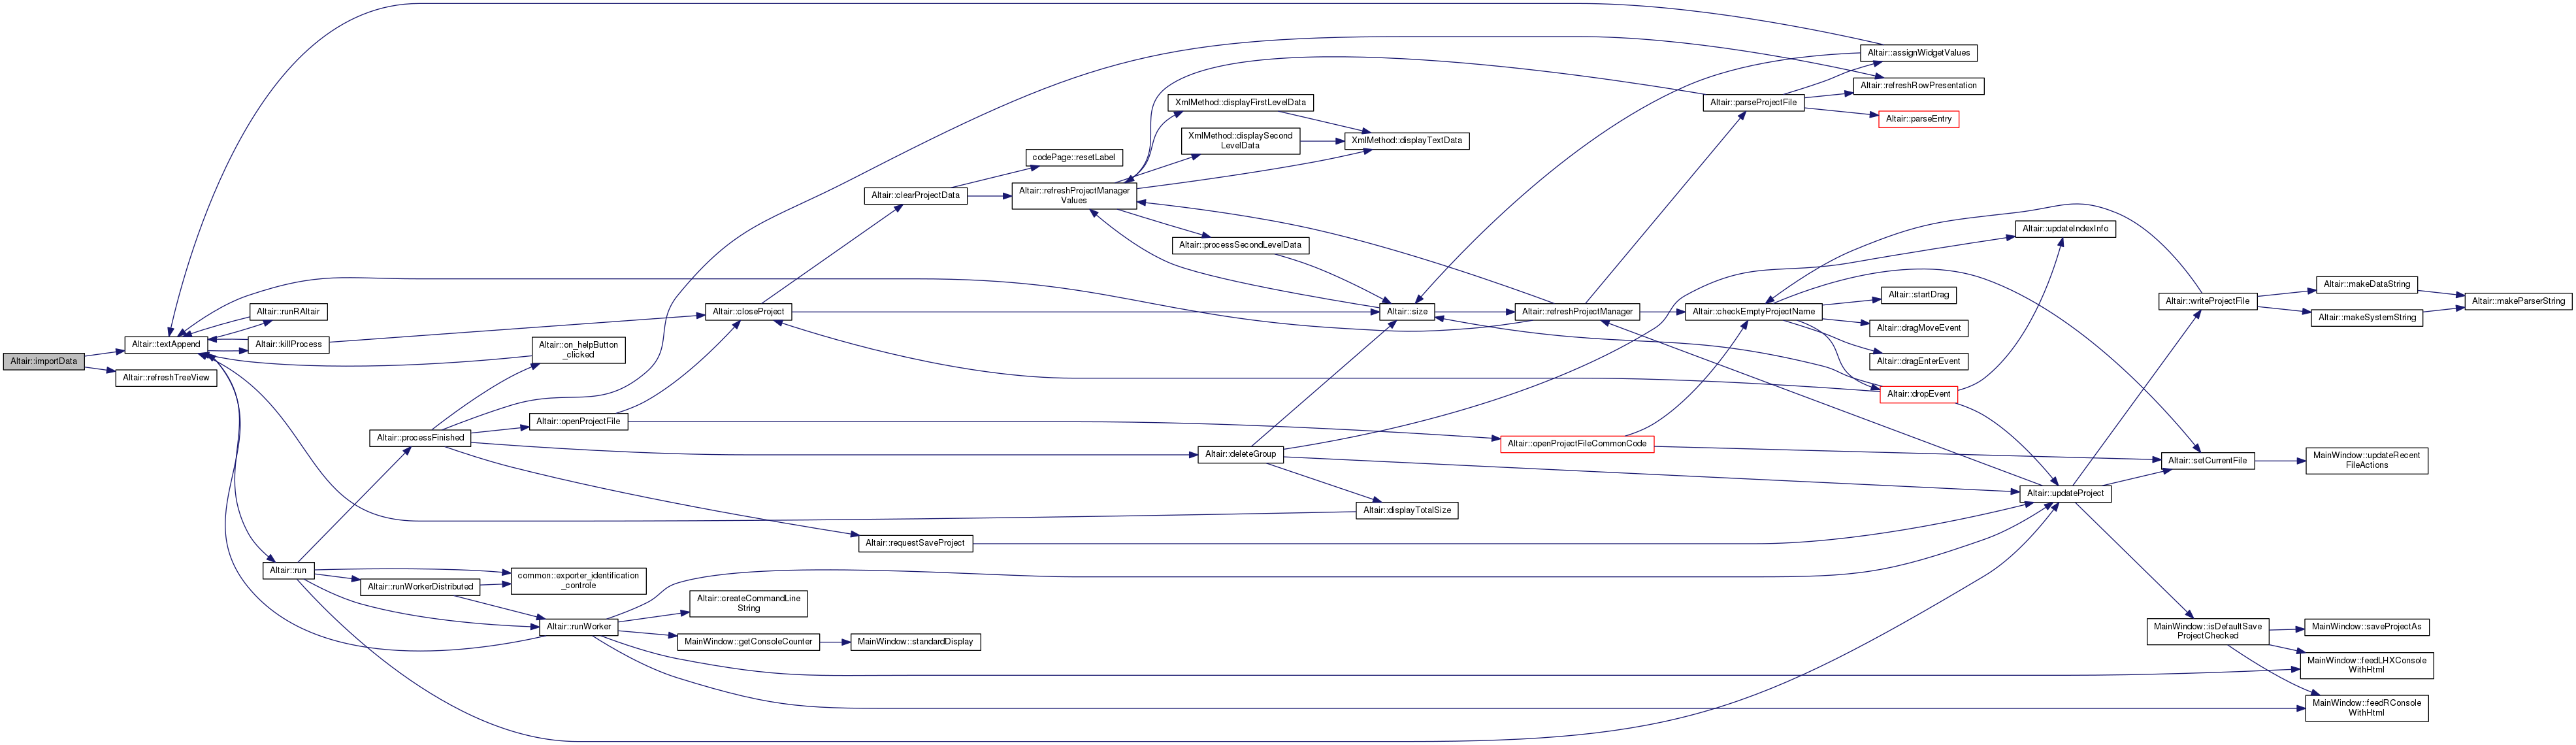 Altair::importData
Altair::textAppend
Altair::refreshTreeView
Altair::runRAltair
Altair::killProcess
Altair::run
Altair::processFinished
Altair::runWorkerDistributed
Altair::on_helpButton
_clicked
Altair::openProjectFile
common::exporter_identification
_controle
Altair::runWorker
Altair::closeProject
Altair::createCommandLine
String
MainWindow::getConsoleCounter
Altair::clearProjectData
Altair::requestSaveProject
MainWindow::standardDisplay
codePage::resetLabel
Altair::refreshProjectManager
Values
XmlMethod::displayFirstLevelData
XmlMethod::displaySecond
LevelData
Altair::processSecondLevelData
Altair::deleteGroup
XmlMethod::displayTextData
Altair::size
Altair::displayTotalSize
Altair::refreshProjectManager
Altair::openProjectFileCommonCode
Altair::parseProjectFile
Altair::checkEmptyProjectName
Altair::assignWidgetValues
Altair::refreshRowPresentation
Altair::parseEntry
Altair::startDrag
Altair::dragMoveEvent
Altair::dragEnterEvent
Altair::dropEvent
Altair::updateIndexInfo
Altair::updateProject
Altair::writeProjectFile
Altair::setCurrentFile
MainWindow::isDefaultSave
ProjectChecked
Altair::makeDataString
Altair::makeSystemString
MainWindow::updateRecent
FileActions
MainWindow::saveProjectAs
MainWindow::feedLHXConsole
WithHtml
MainWindow::feedRConsole
WithHtml
Altair::makeParserString